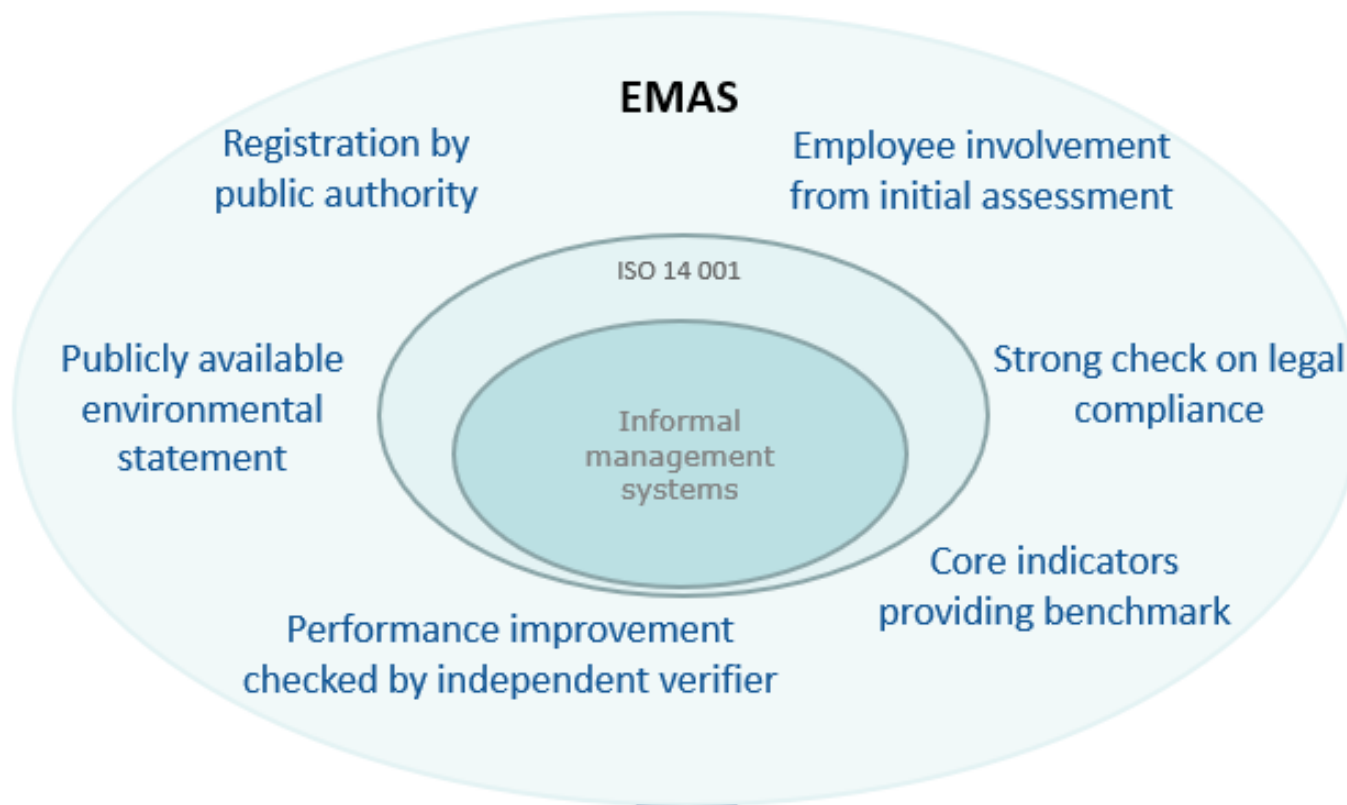 EMAS
Registration by
public authority
Employee involvement
from initial assessment
ISO 14 001
Publicly available
environmental
statement
Informal
management
systems
Strong check on legal
compliance
Core indicators
providing benchmark
Performance improvement
checked by independent verifier